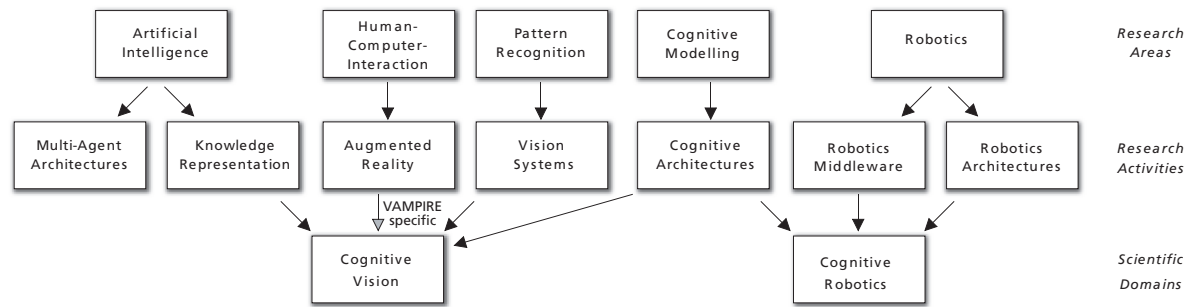 Artificial
Intelligence
Human-
Computer-
Interaction
Pattern
Recognition
Cognitive
Modelling
Robotics
Research
Areas
Multi-Agent
Architectures
Knowledge
Representation
Augmented
Reality
Vision
Systems
Cognitive
Architectures
Robotics
Middleware
Robotics
Architectures
Research
Activities
VAMPIRE
specific
Cognitive
Vision
Cognitive
Robotics
Scientific
Domains